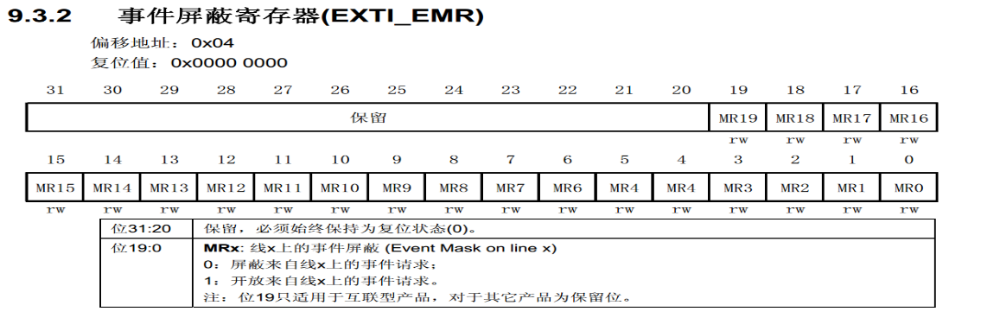 9.3.2 事件屏蔽寄存器(EXTI_EMR)
偏移地址：0x04
复位值：0x0000 0000
31 30 29 28 27 26 25 24 23 22 21 20 19 18 17 16
保留 MR19 MR18 MR17 MR16
rw rw rw rw
15 14 13 12 11 10 9 8 7 6 5 4 3 2 1 0
MR15 MR14 MR13 MR12 MR11 MR10 MR9 MR8 MR7 MR6 MR4 MR4 MR3 MR2 MR1 MR0
rw rw rw rw rw rw rw rw rw rw rw rw rw rw rw rw
位31:20 保留，必须始终保持为复位状态(0)。
位19:0 MRx: 线x上的事件屏蔽 (Event Mask on line x)
0：屏蔽来自线x上的事件请求；
1：开放来自线x上的事件请求。
注：位19只适用于互联型产品，对于其它产品为保留位。